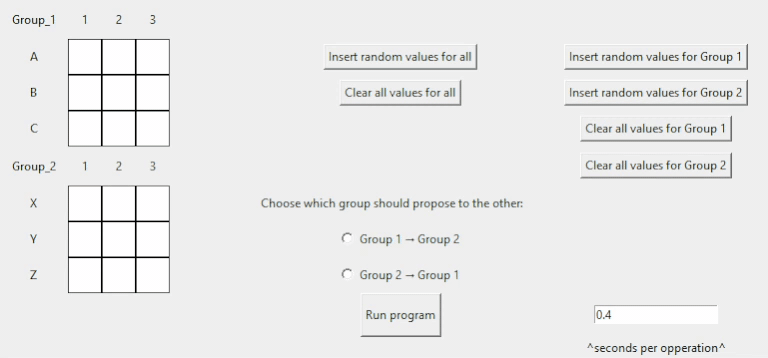 Group_1 1 2 3
A Insert random values for all Insert random values for Group 1
B Clear all values for all Insert random values for Group 2
C Clear all values for Group 1
Group_2 1 2 3 Clear all values for Group 2
X Choose which group should propose to the other:
Y Group 1 → Group 2
Z Group 2 → Group 1
Run program 0.4
^seconds per opperation^